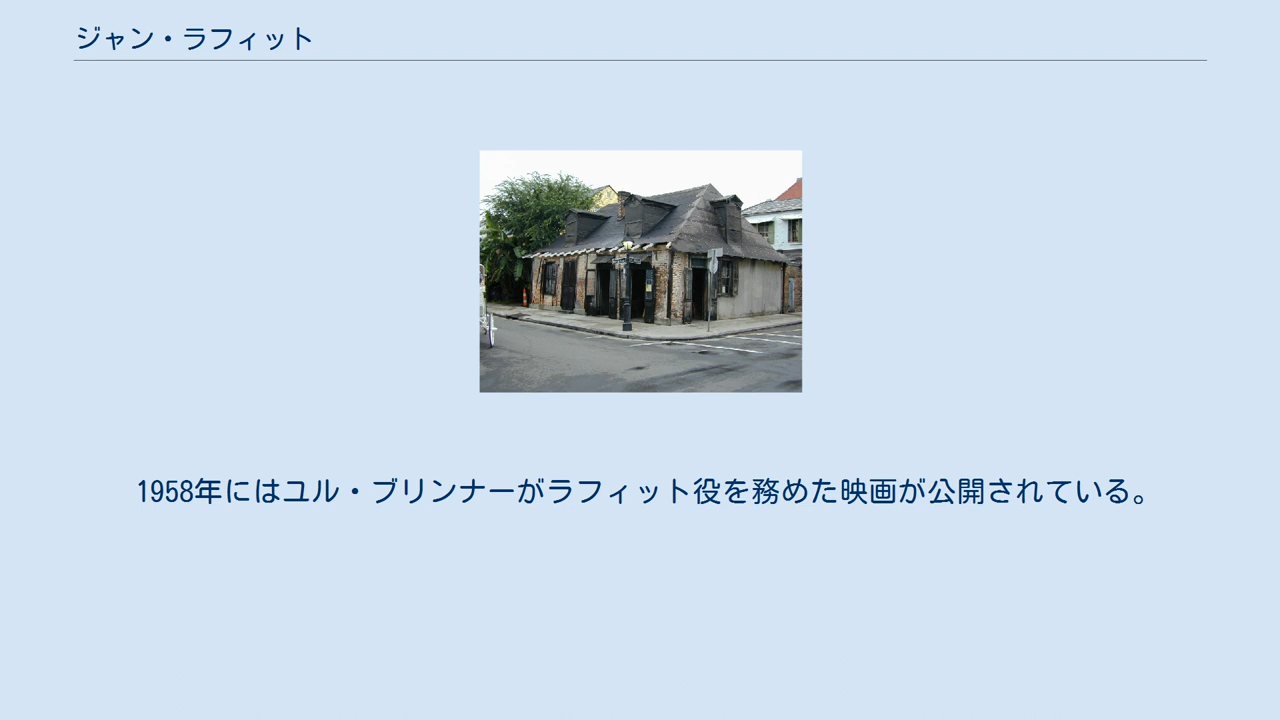 ジャン・ラフィット
1958年にはユル・ブリンナーがラフィット役を務めた映画が公開されている。